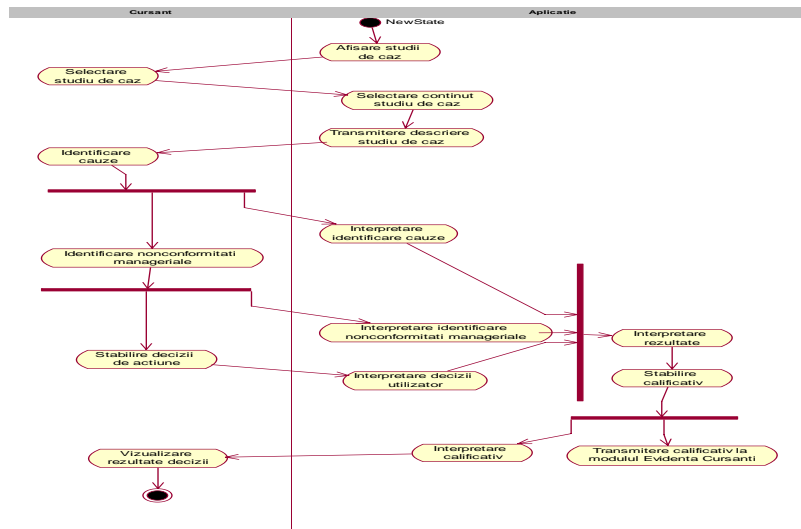 Cursant
Aplicatie
NewState
Afisare studii
de caz
Selectare
studiu de caz
Selectare continut
studiu de caz
Transmitere descriere
studiu de caz
Identificare
cauze
Interpretare
identificare cauze
Identificare nonconformitati
manageriale
Interpretare identificare
nonconformitati manageriale
Interpretare
rezultate
Stabilire decizii
de actiune
Interpretare decizii
utilizator
Stabilire
calificativ
Vizualizare
rezultate decizii
Interpretare
calificativ
Transmitere calificativ la
modulul Evidenta Cursanti